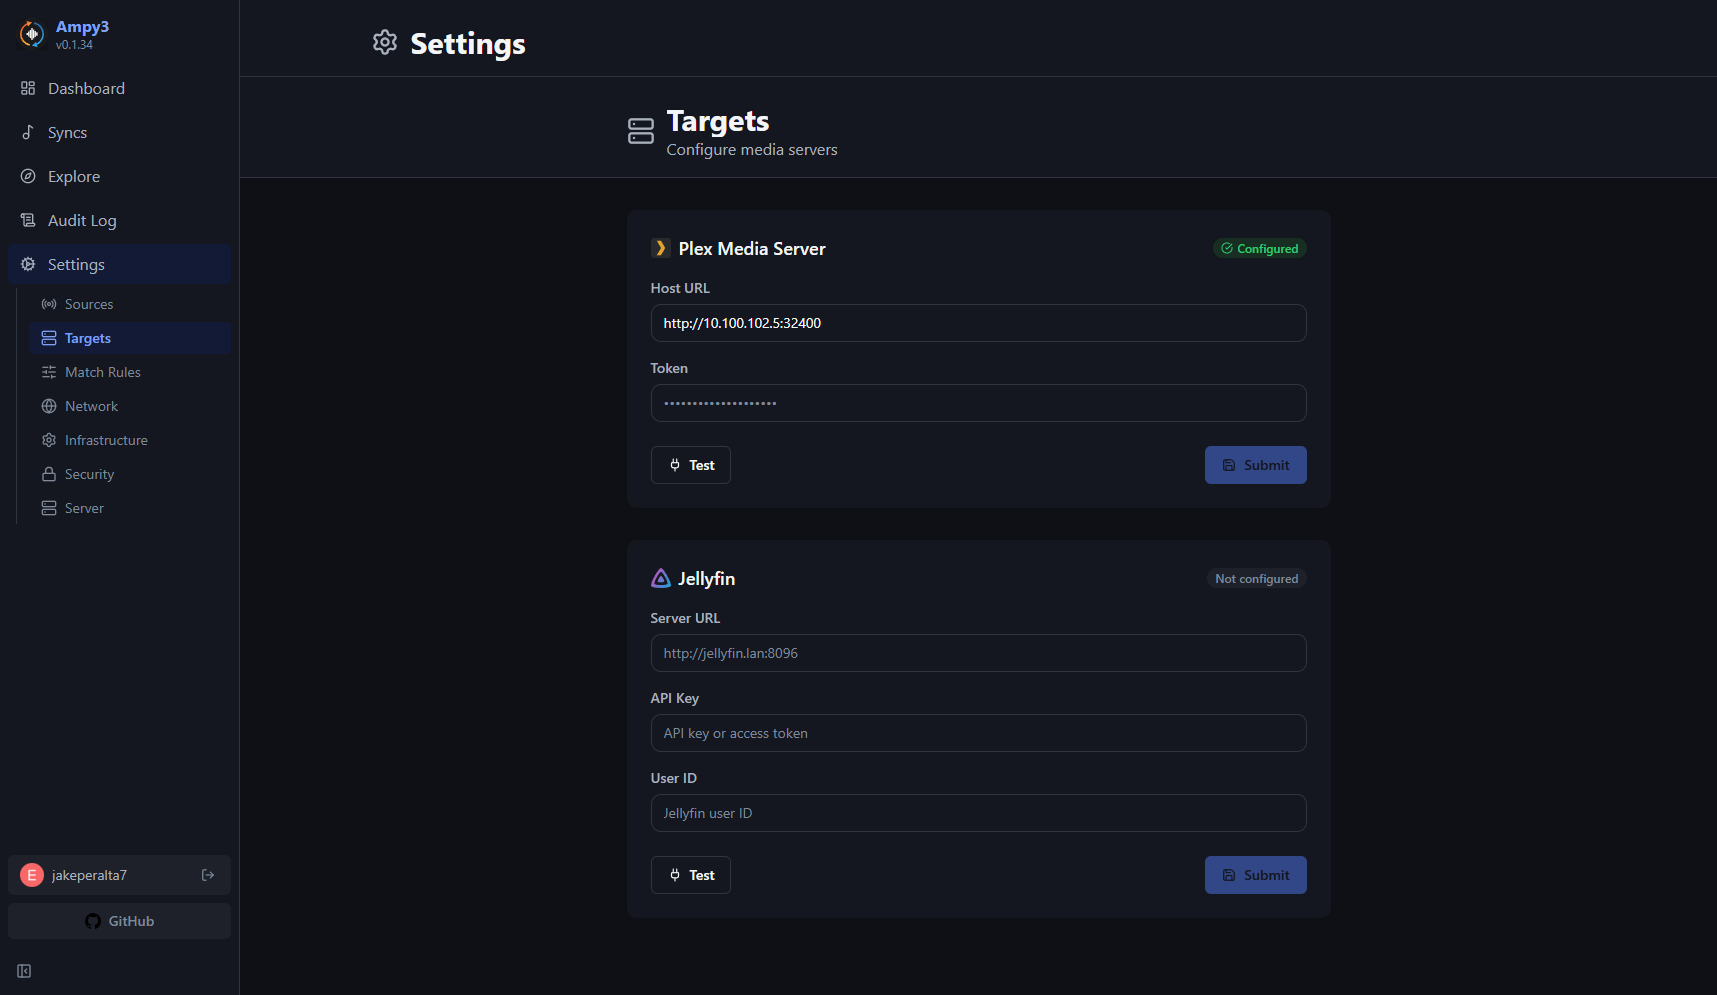 Ampy3
v0.1.34
Dashboard
Syncs
Explore
Audit Log
Settings
Sources
Targets
Match Rules
Network
Infrastructure
Security
Server
E jakeperalta7
GitHub
Settings
Targets
Configure media servers
Plex Media Server
Configured
Host URL
http://10.100.102.5:32400
Token
••••••••••••••••••••
Test
Submit
Jellyfin
Not configured
Server URL
http://jellyfin.lan:8096
API Key
API key or access token
User ID
Jellyfin user ID
Test
Submit